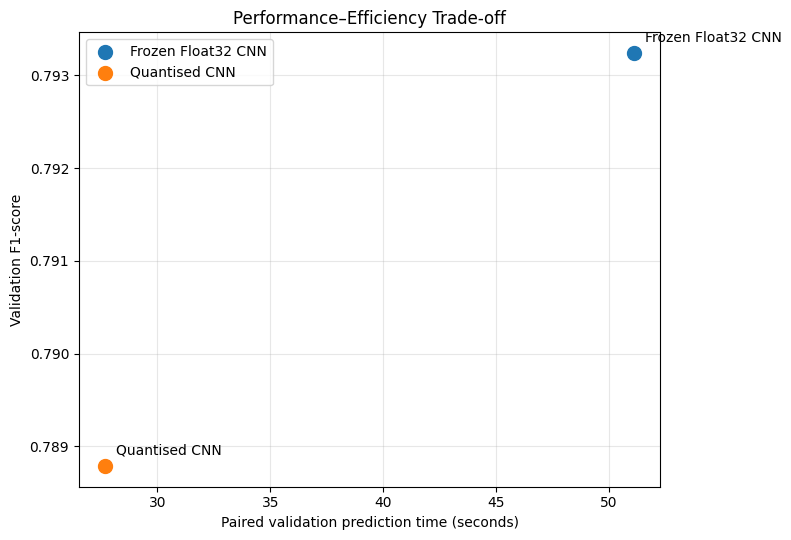 Performance–Efficiency Trade-off
Frozen Float32 CNN
Frozen Float32 CNN
Quantised CNN
0.793
0.792
0.791
0.790
0.789
Validation F1-score
Quantised CNN
30 35 40 45 50
Paired validation prediction time (seconds)